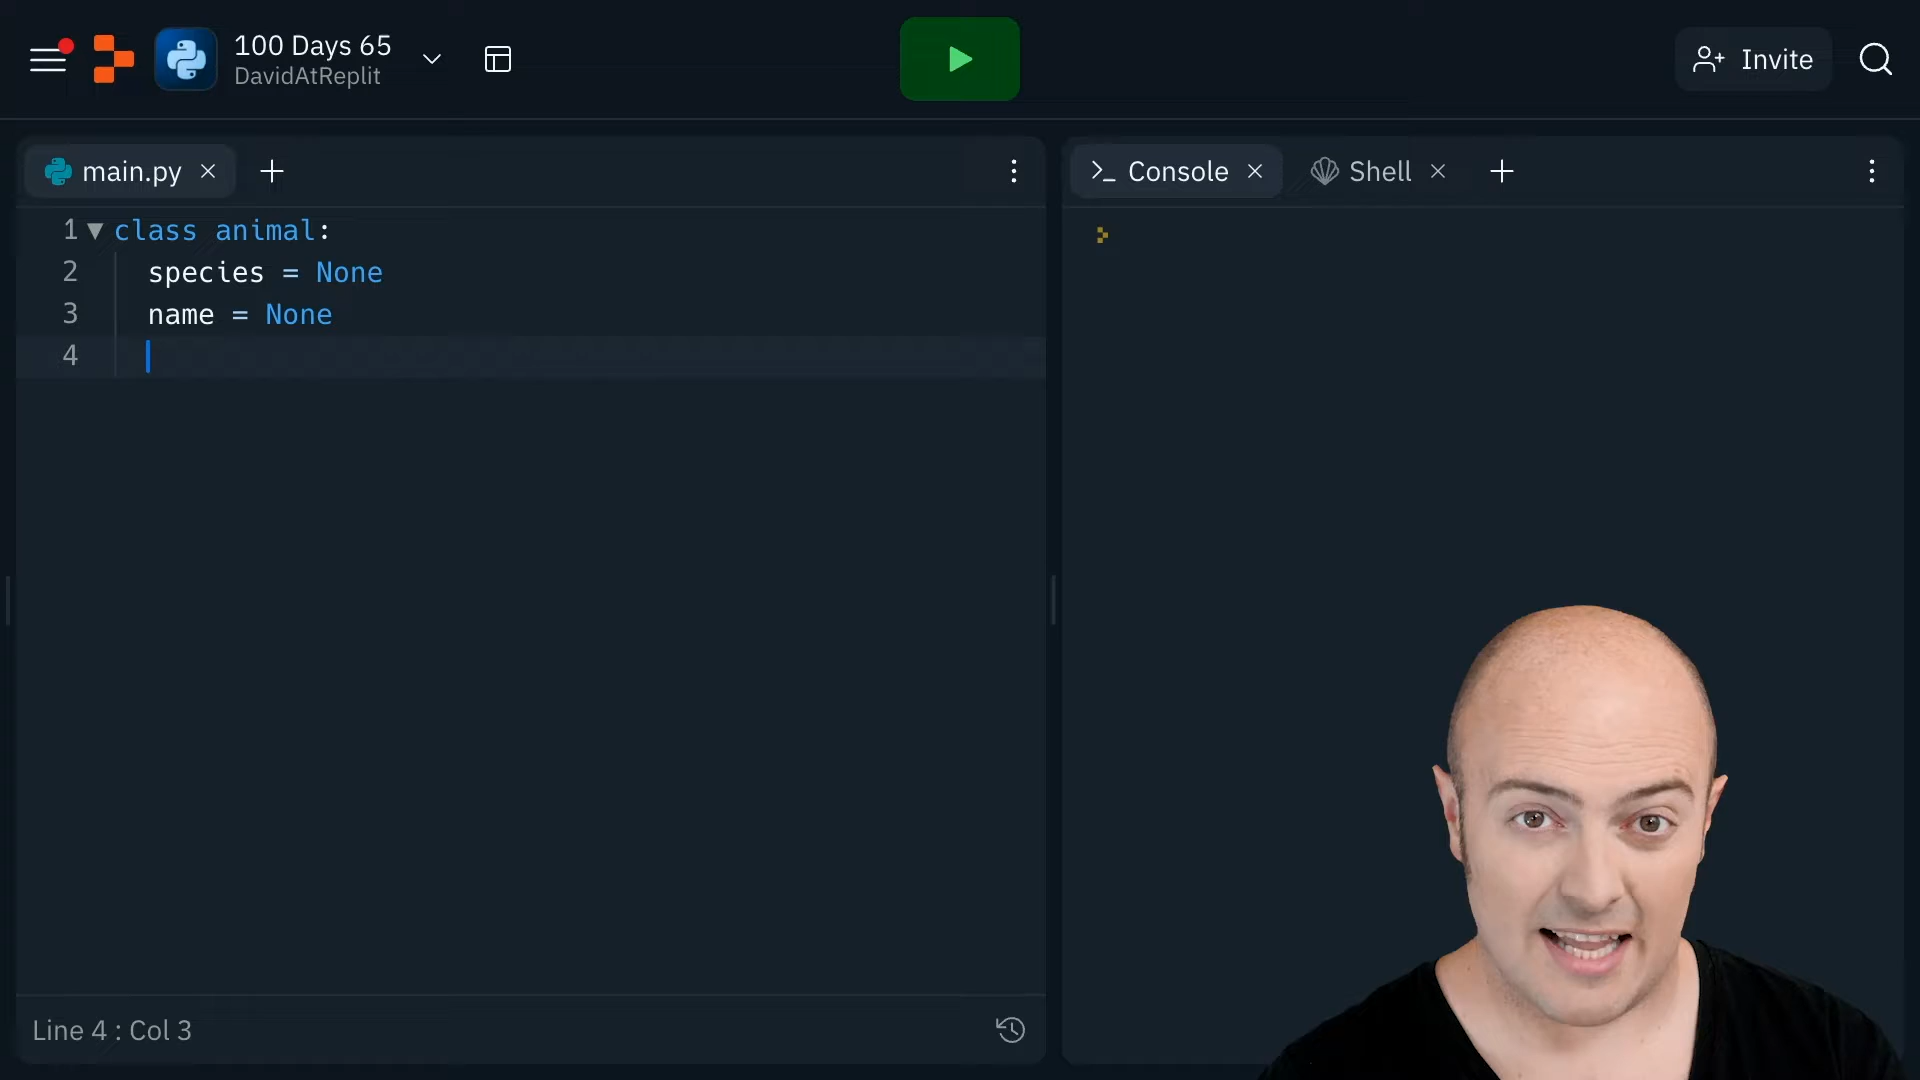 100 Days 65
DavidAtReplit
Invite
main.py
Console
Shell
1 class animal:
2 species = None
3 name = None
4
Line 4 : Col 3